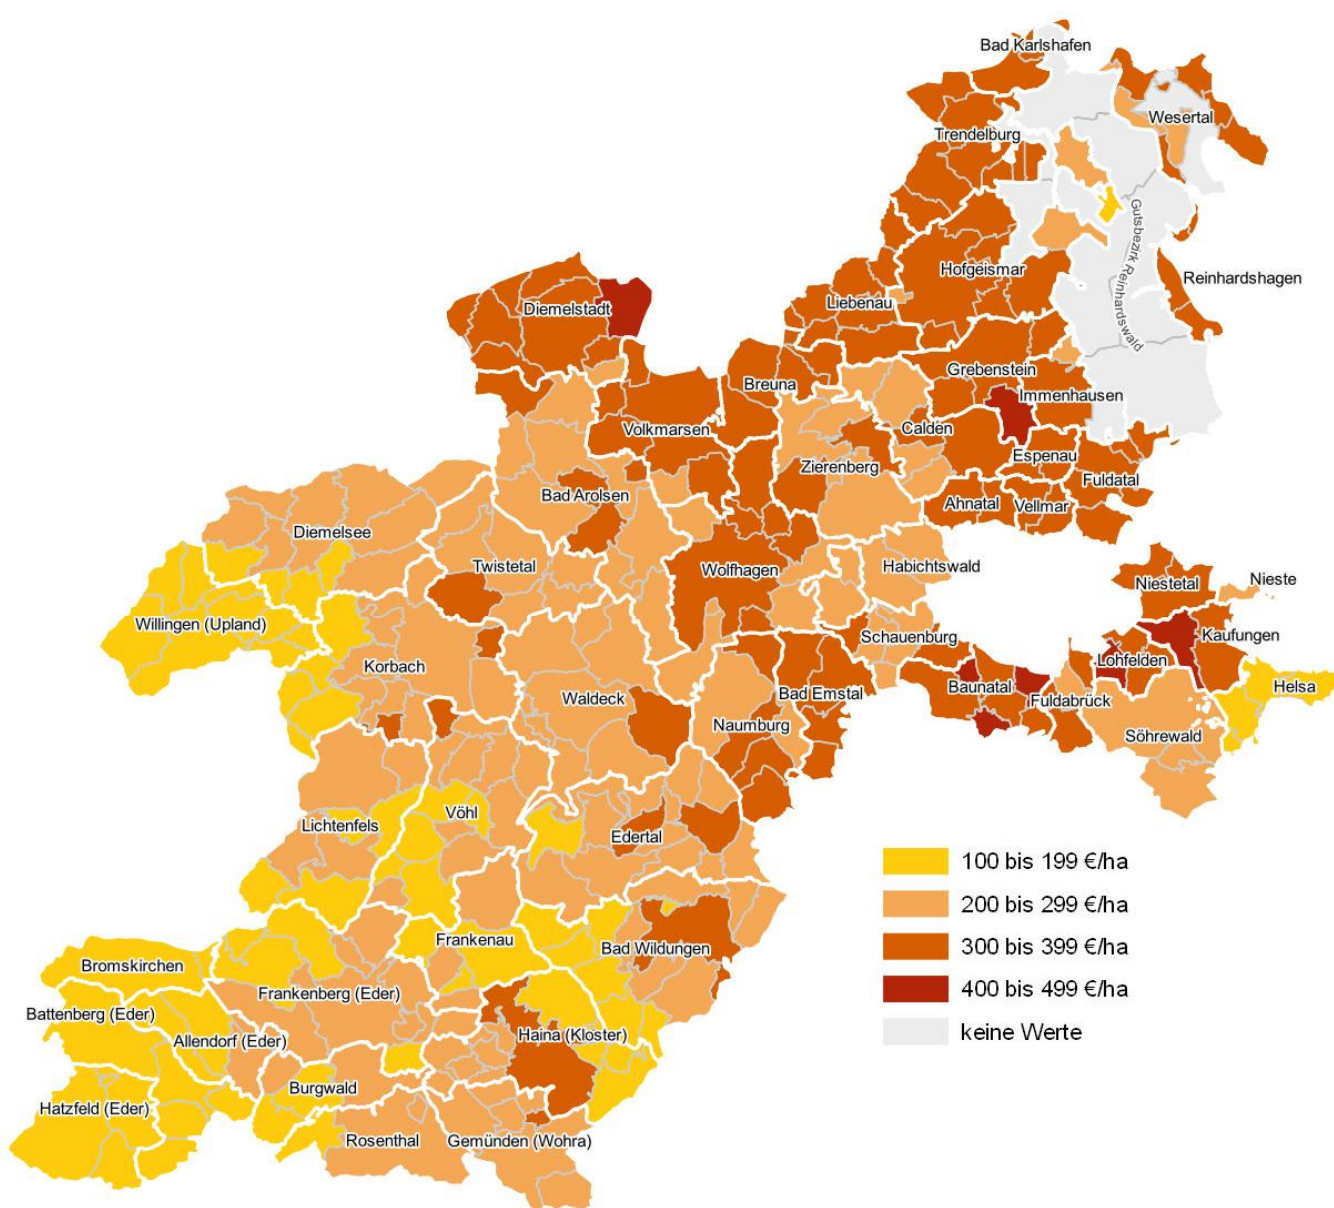 Bad Karlshafen
Wesertal
Trendelburg
Gutsbezirk Reinhardswald
Hofgeismar
Reinhardshagen
Diemelstadt
Liebenau
Grebenstein
Breuna
Immenhausen
Volkmarsen
Calden
Espenau
Zierenberg
Fuldatal
Bad Arolsen
Ahnatal
Vellmar
Diemelsee
Twistetal
Wolfhagen
Habichtswald
Niestetal
Nieste
Willingen (Upland)
Schauenburg
Kaufungen
Korbach
Lohfelden
Waldeck
Bad Emstal
Baunatal
Helsa
Fuldabrück
Naumburg
Söhrewald
Vöhl
Lichtenfels
Edertal
100 bis 199 €/ha
200 bis 299 €/ha
300 bis 399 €/ha
400 bis 499 €/ha
keine Werte
Frankenau
Bad Wildungen
Bromskirchen
Frankenberg (Eder)
Battenberg (Eder)
Haina (Kloster)
Allendorf (Eder)
Burgwald
Hatzfeld (Eder)
Rosenthal
Gemünden (Wohra)